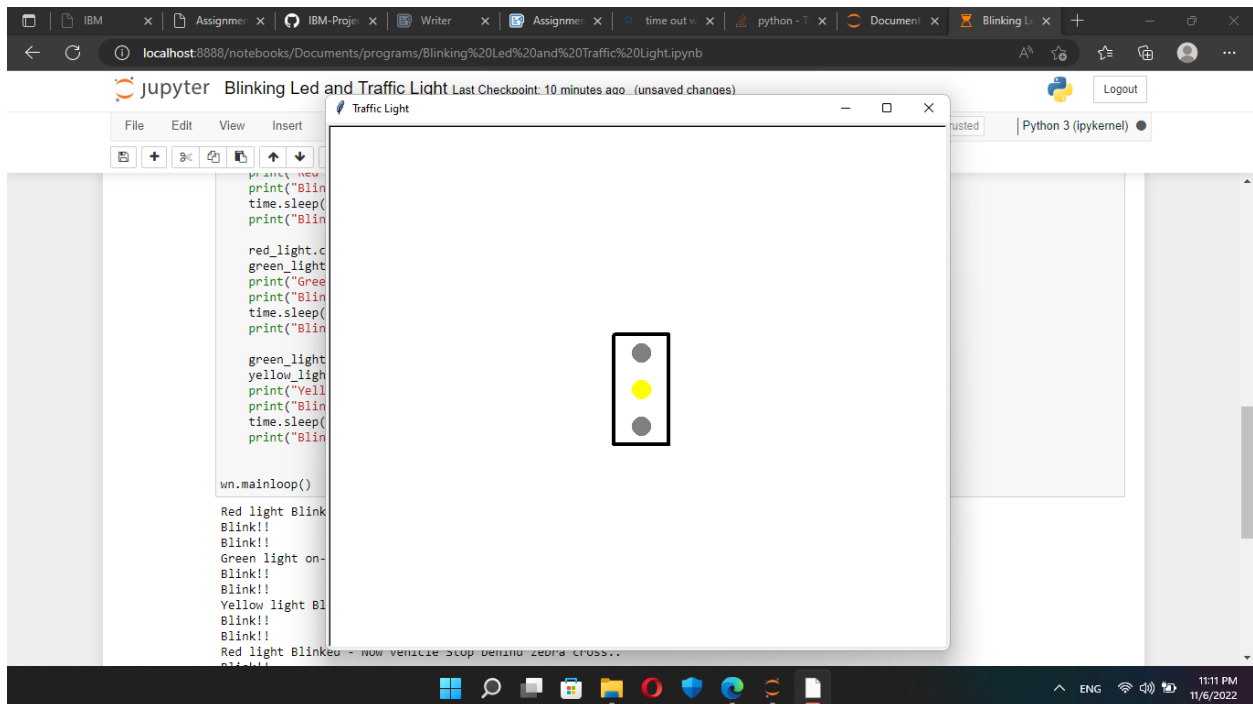 IBM
Assignmen
IBM-Projec
Writer
Assignmen
time out w
python - T
Document
Blinking Le
localhost:8888/notebooks/Documents/programs/Blinking%20Led%20and%20Traffic%20Light.ipynb
jupyter Blinking Led and Traffic Light Last Checkpoint: 10 minutes ago (unsaved changes)
Logout
Traffic Light
File Edit View Insert
rusted
Python 3 (ipykernel)
print("Red
print("Blin
time.sleep(
print("Blin
red_light.c
green_light
print("Gree
print("Blin
time.sleep(
print("Blin
green_light
yellow_ligh
print("Yell
print("Blin
time.sleep(
print("Blin
wn.mainloop()
Red light Blink
Blink!!
Blink!!
Green light on-
Blink!!
Blink!!
Yellow light Bl
Blink!!
Blink!!
Red light Blinked - Now Vehicle Stop behind zebra cross..
Blink!!
ENG
11:11 PM
11/6/2022